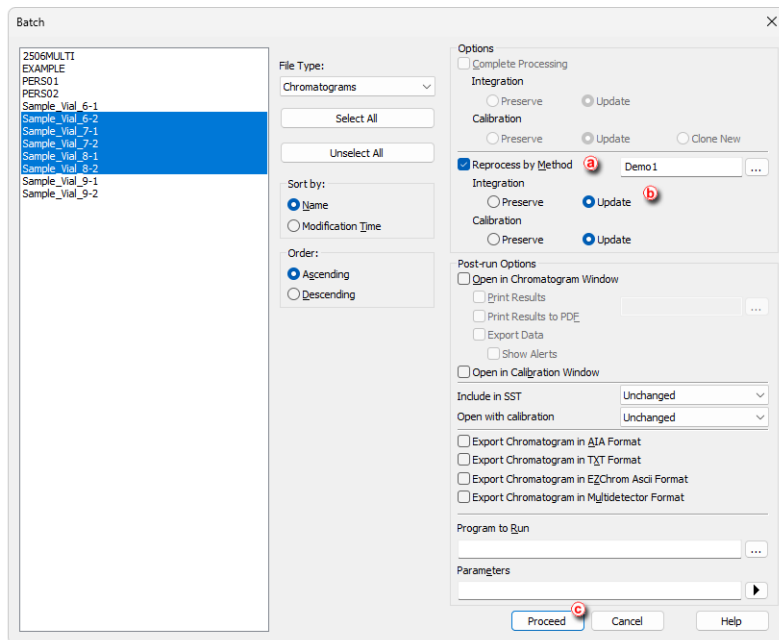 Batch
2506MULTI
EXAMPLE
PERS01
PERS02
Sample_Vial_6-1
Sample_Vial_6-2
Sample_Vial_7-1
Sample_Vial_7-2
Sample_Vial_8-1
Sample_Vial_8-2
Sample_Vial_9-1
Sample_Vial_9-2
File Type:
Chromatograms
Select All
Unselect All
Sort by:
Name
Modification Time
Order:
Ascending
Descending
Options
Complete Processing
Integration
Preserve Update
Calibration
Preserve Update Clone New
Reprocess by Method a Demo1 ...
Integration
Preserve Update b
Calibration
Preserve Update
Post-run Options
Open in Chromatogram Window
Print Results ...
Print Results to PDF
Export Data
Show Alerts
Open in Calibration Window
Include in SST Unchanged
Open with calibration Unchanged
Export Chromatogram in AIA Format
Export Chromatogram in TXT Format
Export Chromatogram in EZChrom Ascii Format
Export Chromatogram in Multidetector Format
Program to Run
...
Parameters
c
Proceed Cancel Help